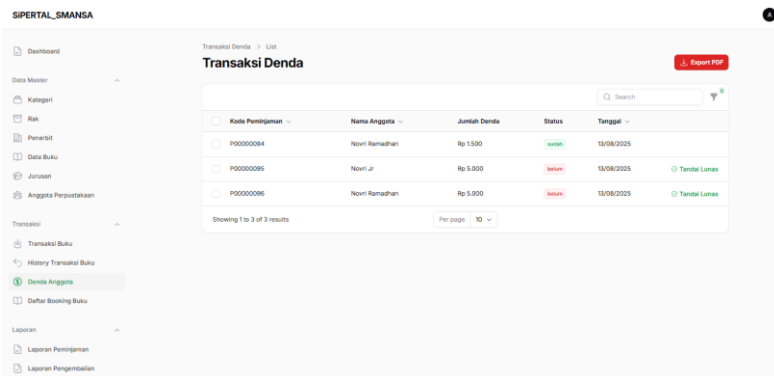 SiPERTAL_SMANSA
A
Dashboard
Data Master
Kategori
Rak
Penerbit
Data Buku
Jurusan
Anggota Perpustakaan
Transaksi
Transaksi Buku
History Transaksi Buku
Denda Anggota
Daftar Booking Buku
Laporan
Laporan Peminjaman
Laporan Pengembalian
Transaksi Denda > List
Transaksi Denda
Export PDF
Search
0
Kode Peminjaman Nama Anggota Jumlah Denda Status Tanggal
P00000094 Novri Ramadhan Rp 1.500 sudah 13/08/2025
P00000095 Novri Jr Rp 5.000 belum 13/08/2025 Tandai Lunas
P00000096 Novri Ramadhan Rp 5.000 belum 13/08/2025 Tandai Lunas
Showing 1 to 3 of 3 results Per page 10